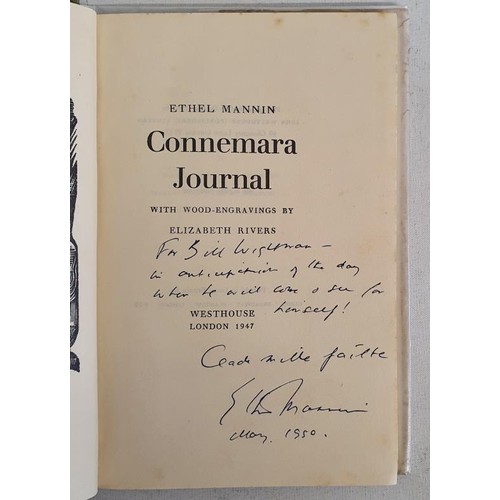 ETHEL MANNIN
Connemara
Journal
WITH WOOD-ENGRAVINGS BY
ELIZABETH RIVERS
For Bill Wightman –
in anticipation of the day
when he will come & see for
himself!
WESTHOUSE
LONDON 1947
Ceade mille failte
Ethel Mannin
May, 1950.